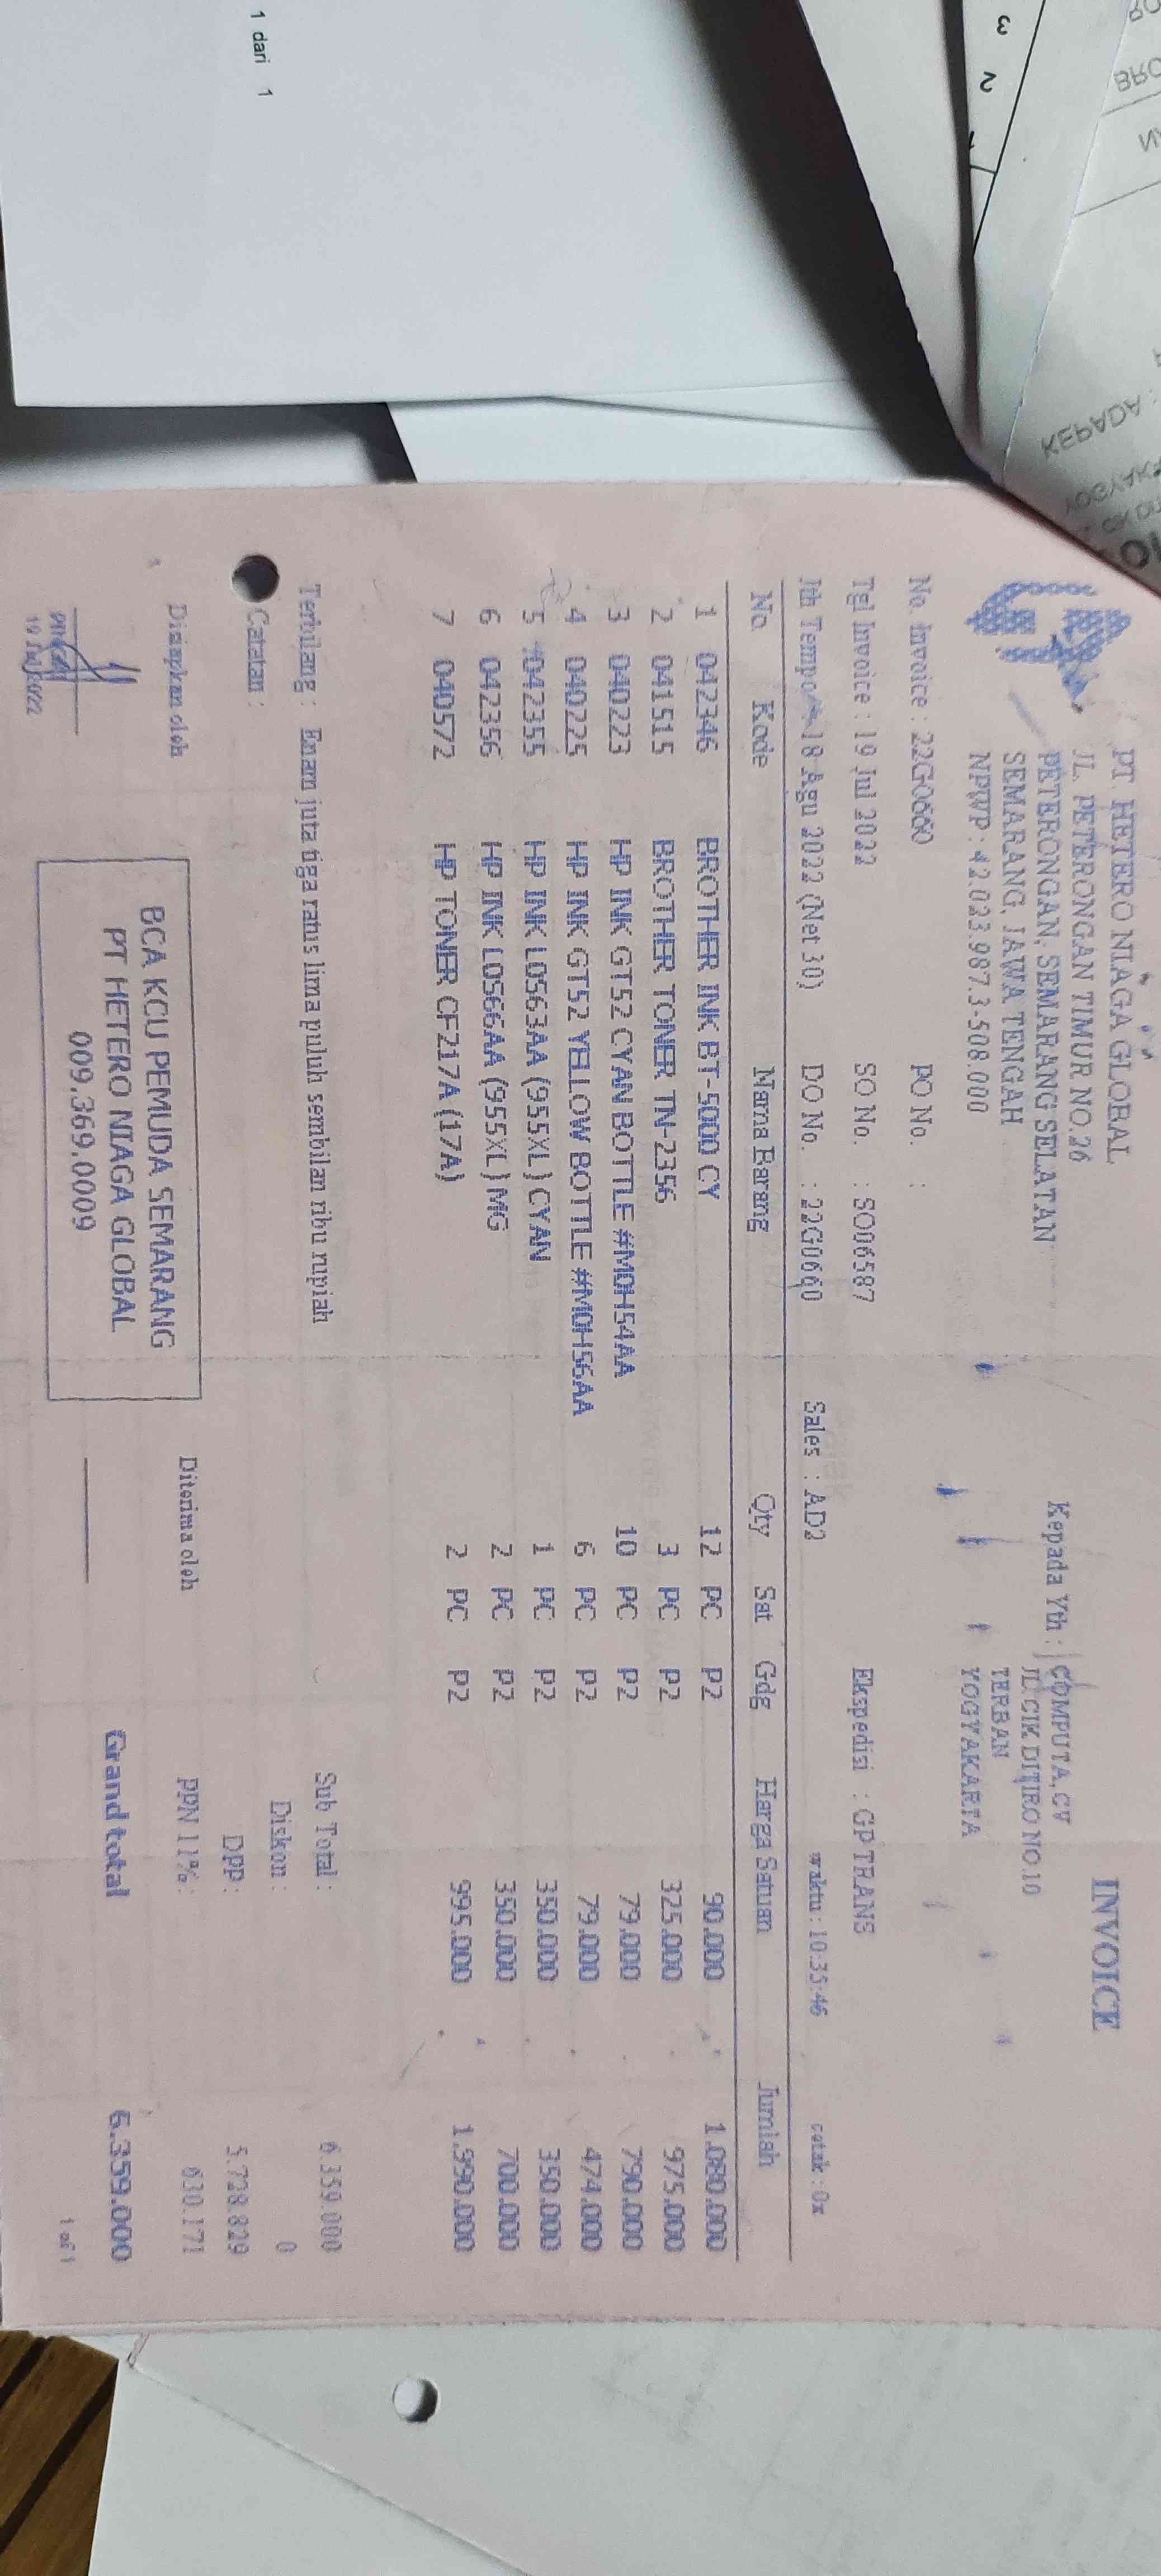 1 dari 1
3
2
BRO
KEPADA :
PT. HETERO NIAGA GLOBAL
JL. PETERONGAN TIMUR NO.26
PETERONGAN, SEMARANG SELATAN
SEMARANG, JAWA TENGAH
NPWP : 42.023.987.3-508.000
INVOICE
Kepada Yth : COMPUTA, CV
JL CIK DITIRO NO.10
TERBAN
YOGYAKARTA
No. Invoice : 22G0660 PO No. :
Tgl Invoice : 19 Jul 2022 SO No. : SO06587 Ekspedisi : GP TRANS
Jth Tempo 18 Agu 2022 (Net 30) DO No. : 22G0660 Sales : AD2 waktu : 10:35:46 cetak : 0x
No. Kode Nama Barang Qty Sat Gdg Harga Satuan Jumlah
1 042346 BROTHER INK BT-5000 CY 12 PC P2 90.000 1.080.000
2 041515 BROTHER TONER TN-2356 3 PC P2 325.000 975.000
3 040223 HP INK GT52 CYAN BOTTLE #M0H54AA 10 PC P2 79.000 790.000
4 040225 HP INK GT52 YELLOW BOTTLE #M0H56AA 6 PC P2 79.000 474.000
5 042355 HP INK L0S63AA (955XL) CYAN 1 PC P2 350.000 350.000
6 042356 HP INK L0S66AA (955XL) MG 2 PC P2 350.000 700.000
7 040572 HP TONER CF217A (17A) 2 PC P2 995.000 1.990.000
Terbilang : Enam juta tiga ratus lima puluh sembilan ribu rupiah
Sub Total : 6.359.000
Catatan :
Diskon : 0
DPP : 5.728.829
PPN 11% : 630.171
Grand total 6.359.000
Disiapkan oleh
BCA KCU PEMUDA SEMARANG
PT HETERO NIAGA GLOBAL
009.369.0009
Diterima oleh
19 Jul 2022
1 of 1